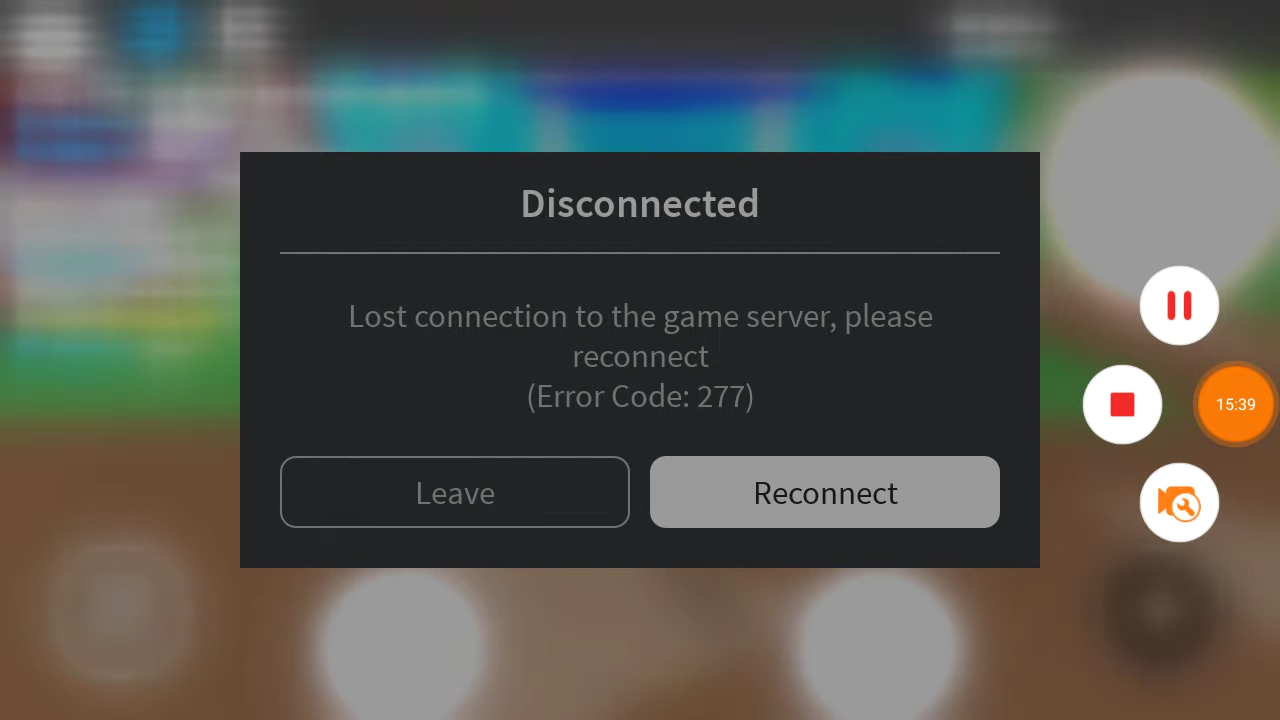 Disconnected
Lost connection to the game server, please
reconnect
(Error Code: 277)
Leave
Reconnect
15:39